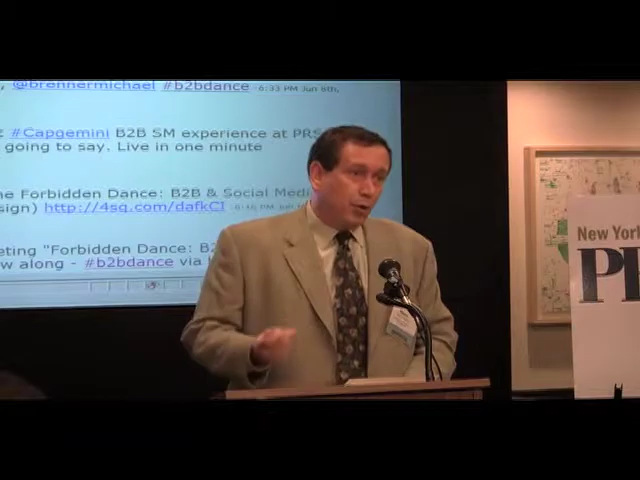 , @brennermichael #b2bdance 6:33 PM Jun 8th,
#Capgemini B2B SM experience at PRS
going to say. Live in one minute
he Forbidden Dance: B2B & Social Medi
sign) http://4sq.com/dafkCI
eting "Forbidden Dance: B2
w along - #b2bdance via
New York
PR